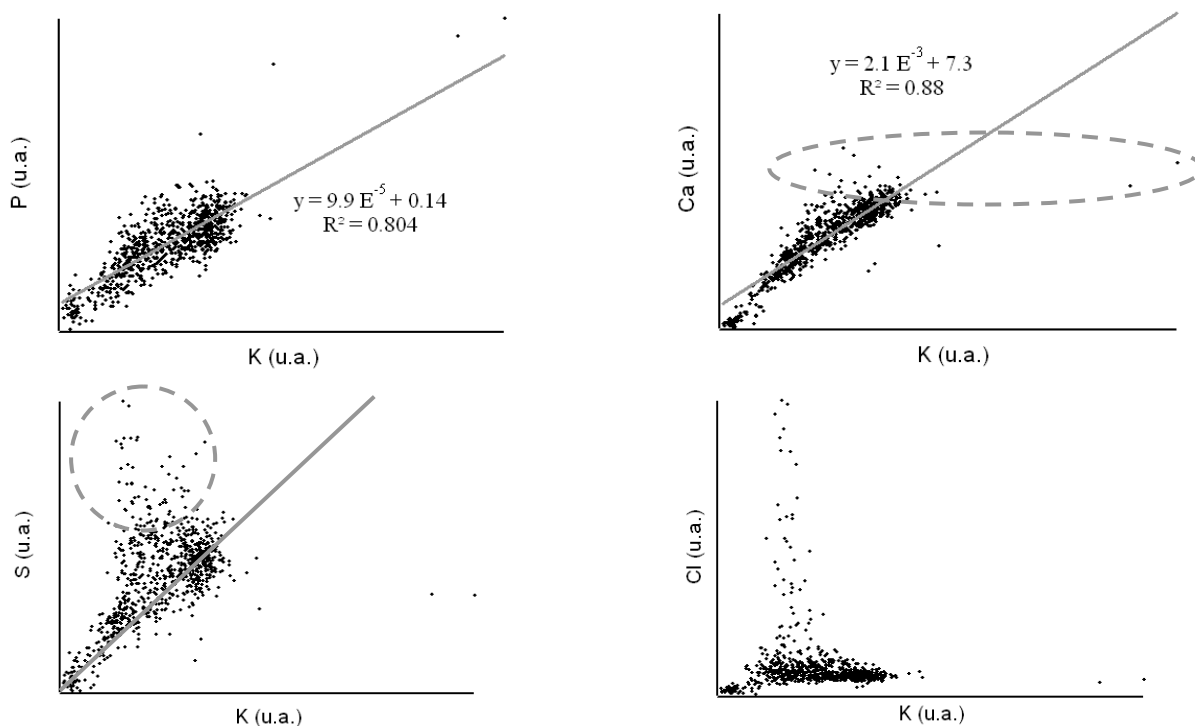 P (u.a.)
y = 9.9 E⁻⁵ + 0.14
R² = 0.804
K (u.a.)
Ca (u.a.)
y = 2.1 E⁻³ + 7.3
R² = 0.88
K (u.a.)
S (u.a.)
K (u.a.)
Cl (u.a.)
K (u.a.)